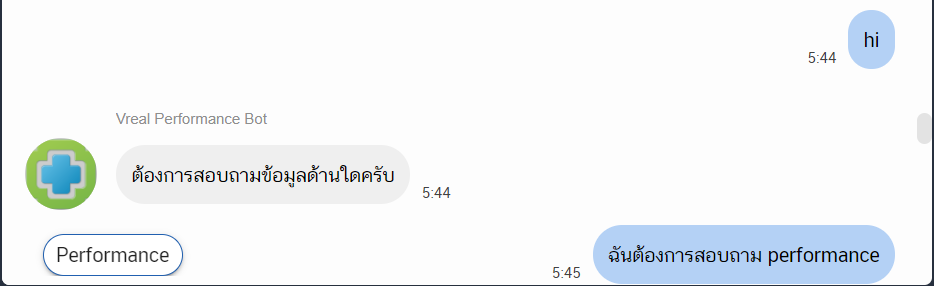 hi
5:44
Vreal Performance Bot
ต้องการสอบถามข้อมูลด้านใดครับ
5:44
Performance
ฉันต้องการสอบถาม performance
5:45